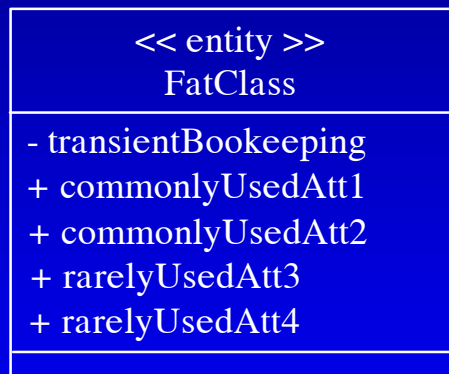 << entity >>
FatClass
- transientBookeeping
+ commonlyUsedAtt1
+ commonlyUsedAtt2
+ rarelyUsedAtt3
+ rarelyUsedAtt4